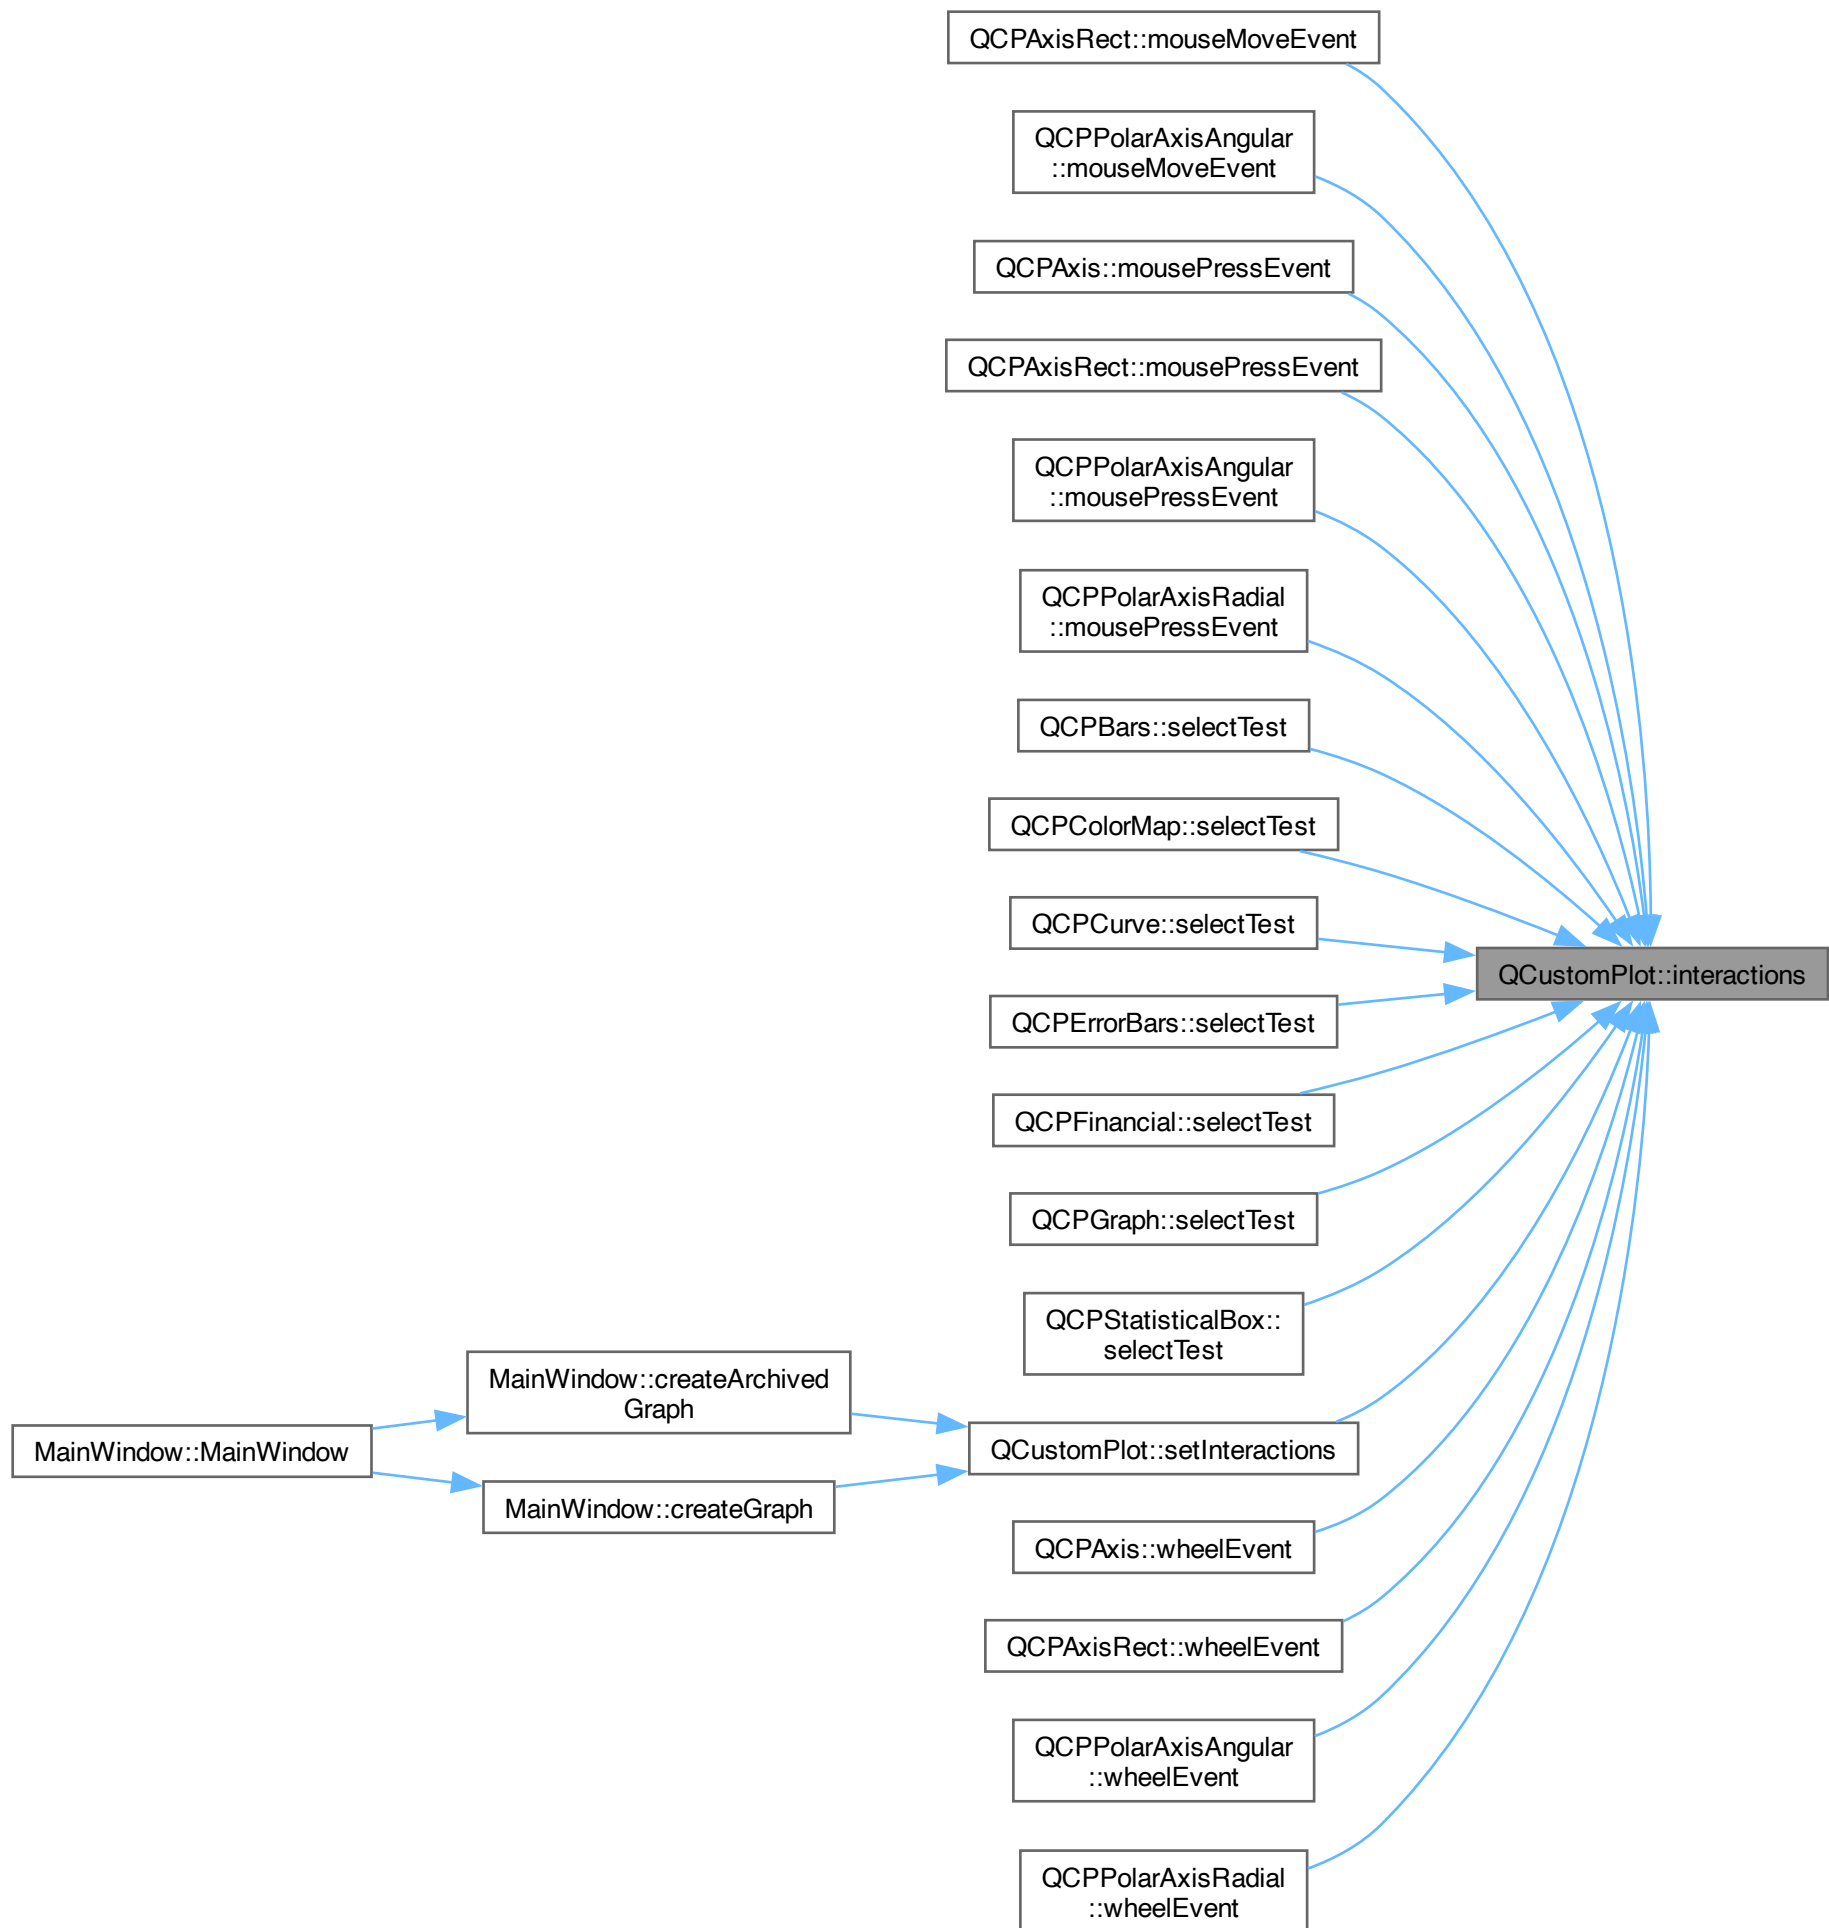 QCPAxisRect::mouseMoveEvent
QCPPolarAxisAngular
::mouseMoveEvent
QCPAxis::mousePressEvent
QCPAxisRect::mousePressEvent
QCPPolarAxisAngular
::mousePressEvent
QCPPolarAxisRadial
::mousePressEvent
QCPBars::selectTest
QCPColorMap::selectTest
QCPCurve::selectTest
QCustomPlot::interactions
QCPErrorBars::selectTest
QCPFinancial::selectTest
QCPGraph::selectTest
QCPStatisticalBox::
selectTest
MainWindow::createArchived
Graph
MainWindow::MainWindow
QCustomPlot::setInteractions
MainWindow::createGraph
QCPAxis::wheelEvent
QCPAxisRect::wheelEvent
QCPPolarAxisAngular
::wheelEvent
QCPPolarAxisRadial
::wheelEvent